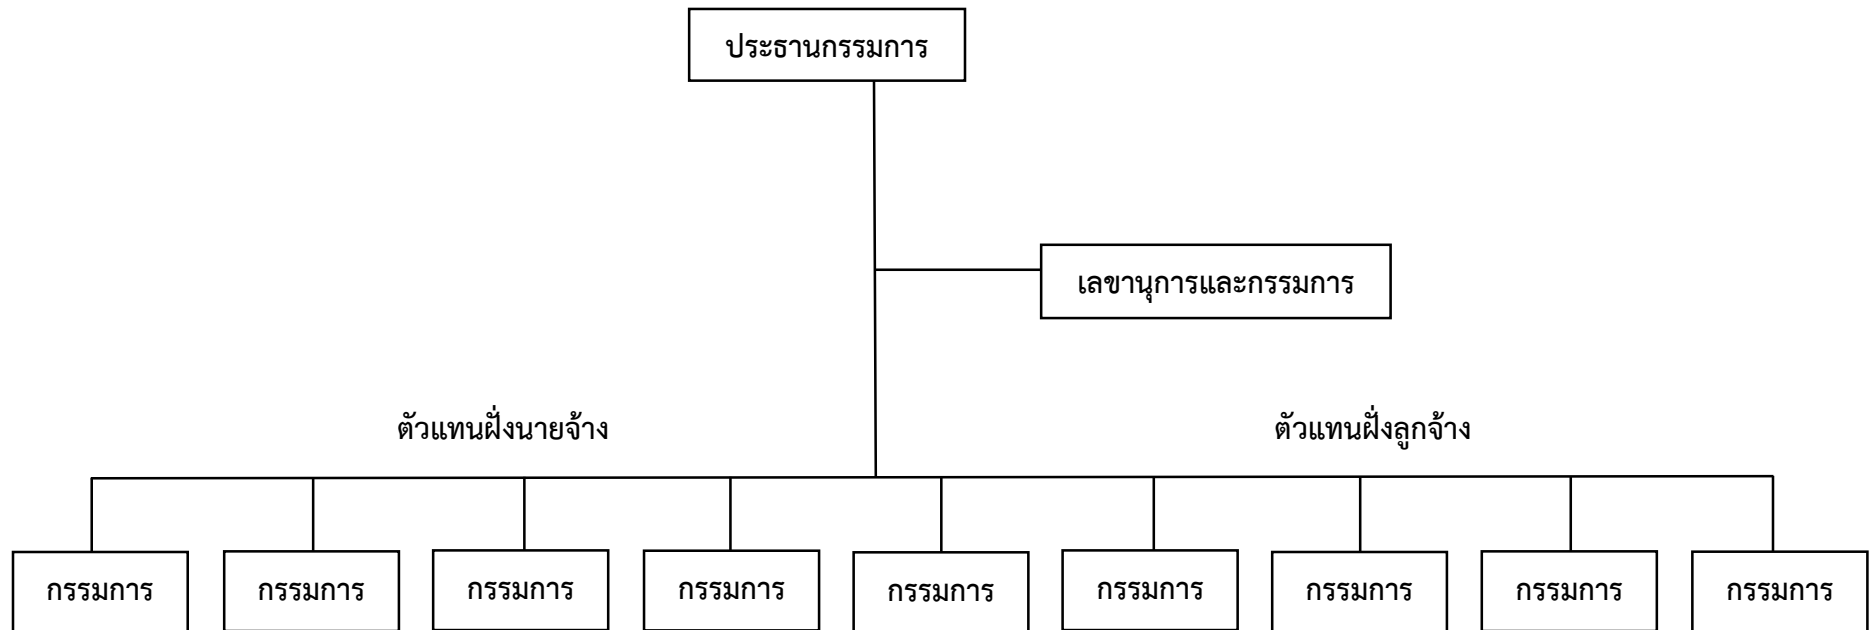 ประธานกรรมการ
เลขานุการและกรรมการ
ตัวแทนฝั่งนายจ้าง ตัวแทนฝั่งลูกจ้าง
กรรมการ กรรมการ กรรมการ กรรมการ กรรมการ กรรมการ กรรมการ กรรมการ กรรมการ